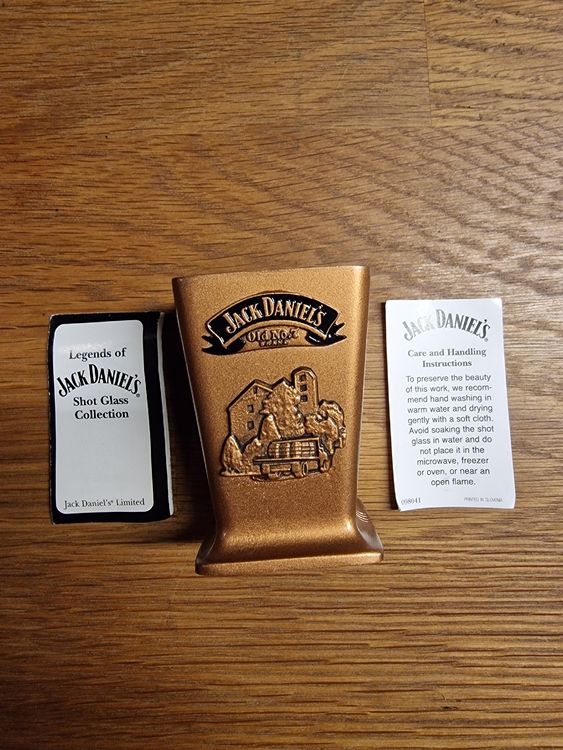 Legends of
JACK DANIEL'S®
Shot Glass
Collection
Jack Daniel's® Limited
JACK DANIEL'S
Old No.7
BRAND
JACK DANIEL'S®
Care and Handling
Instructions
To preserve the beauty
of this work, we recom-
mend hand washing in
warm water and drying
gently with a soft cloth.
Avoid soaking the shot
glass in water and do
not place it in the
microwave, freezer
or oven, or near an
open flame.
098041
PRINTED IN SLOVENIA